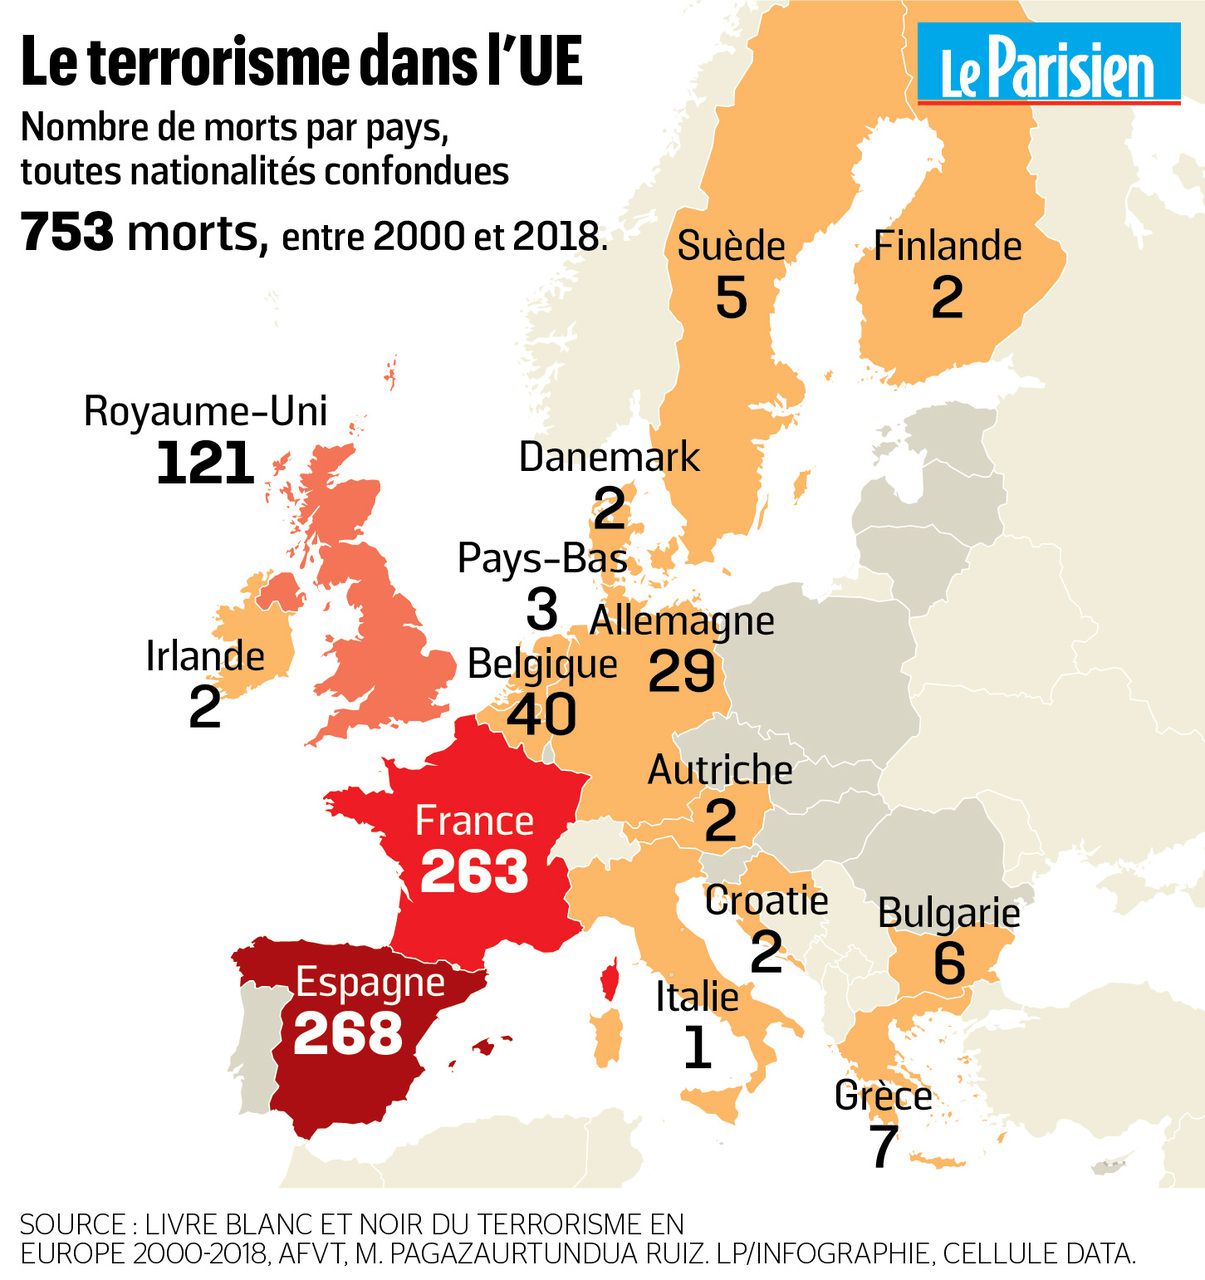 Le terrorisme dans l'UE
Le Parisien
Nombre de morts par pays,
toutes nationalités confondues
753 morts, entre 2000 et 2018.
Suède
5
Finlande
2
Royaume-Uni
121
Danemark
2
Pays-Bas
3
Allemagne
29
Irlande
2
Belgique
40
Autriche
2
France
263
Croatie
2
Bulgarie
6
Espagne
268
Italie
1
Grèce
7
SOURCE : LIVRE BLANC ET NOIR DU TERRORISME EN
EUROPE 2000-2018, AFVT, M. PAGAZAURTUNDUA RUIZ. LP/INFOGRAPHIE, CELLULE DATA.